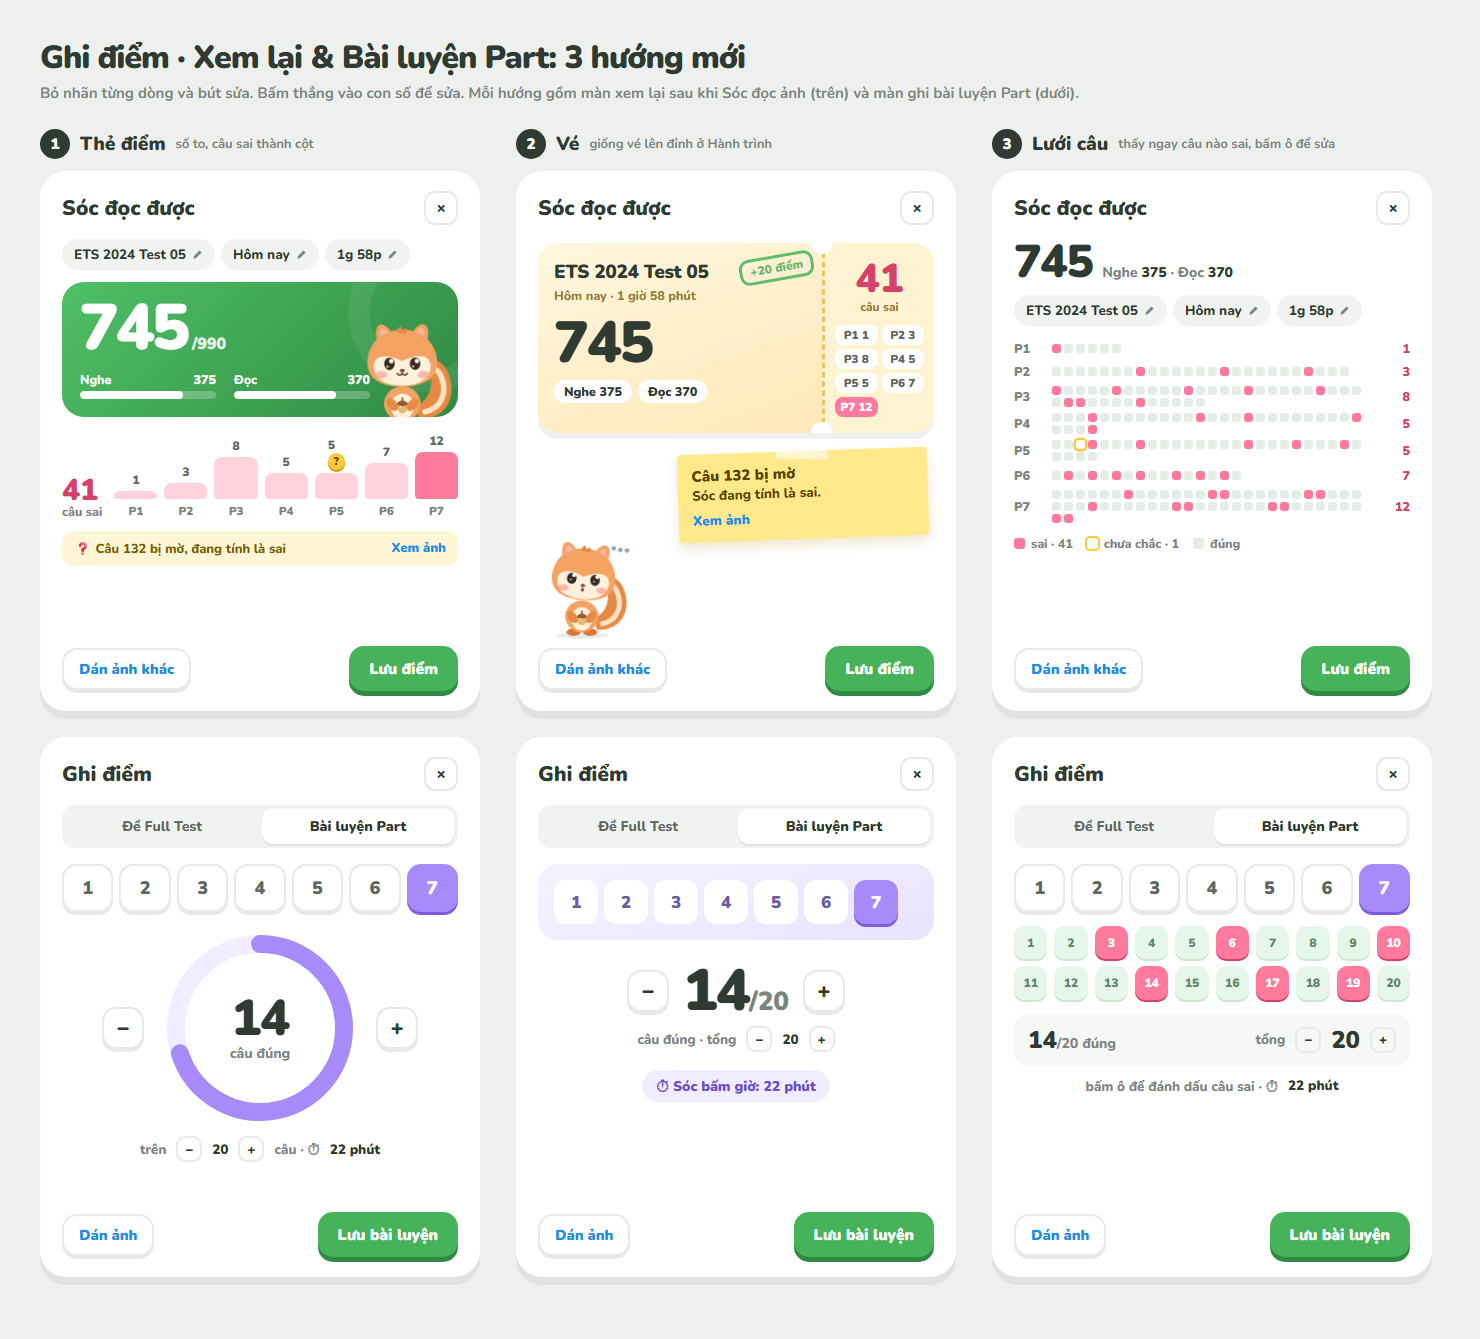 Ghi điểm · Xem lại & Bài luyện Part: 3 hướng mới
Bỏ nhãn từng dòng và bút sửa. Bấm thẳng vào con số để sửa. Mỗi hướng gồm màn xem lại sau khi Sóc đọc ảnh (trên) và màn ghi bài luyện Part (dưới).
1 Thẻ điểm số to, câu sai thành cột
Sóc đọc được ×
ETS 2024 Test 05 Hôm nay 1g 58p
745/990
Nghe 375 Đọc 370
41 câu sai
1 3 8 5 5 7 12
?
P1 P2 P3 P4 P5 P6 P7
? Câu 132 bị mờ, đang tính là sai Xem ảnh
Dán ảnh khác Lưu điểm
2 Vé giống vé lên đỉnh ở Hành trình
Sóc đọc được ×
ETS 2024 Test 05 +20 điểm
Hôm nay · 1 giờ 58 phút
745
Nghe 375 Đọc 370
41
câu sai
P1 1 P2 3
P3 8 P4 5
P5 5 P6 7
P7 12
Câu 132 bị mờ
Sóc đang tính là sai.
Xem ảnh
Dán ảnh khác Lưu điểm
3 Lưới câu thấy ngay câu nào sai, bấm ô để sửa
Sóc đọc được ×
745 Nghe 375 · Đọc 370
ETS 2024 Test 05 Hôm nay 1g 58p
P1 1
P2 3
P3 8
P4 5
P5 5
P6 7
P7 12
sai · 41 chưa chắc · 1 đúng
Dán ảnh khác Lưu điểm
Ghi điểm ×
Đề Full Test Bài luyện Part
1 2 3 4 5 6 7
− 14 +
câu đúng
trên − 20 + câu · ⏱ 22 phút
Dán ảnh Lưu bài luyện
Ghi điểm ×
Đề Full Test Bài luyện Part
1 2 3 4 5 6 7
− 14/20 +
câu đúng · tổng − 20 +
⏱ Sóc bấm giờ: 22 phút
Dán ảnh Lưu bài luyện
Ghi điểm ×
Đề Full Test Bài luyện Part
1 2 3 4 5 6 7
1 2 3 4 5 6 7 8 9 10
11 12 13 14 15 16 17 18 19 20
14/20 đúng tổng − 20 +
bấm ô để đánh dấu câu sai · ⏱ 22 phút
Dán ảnh Lưu bài luyện